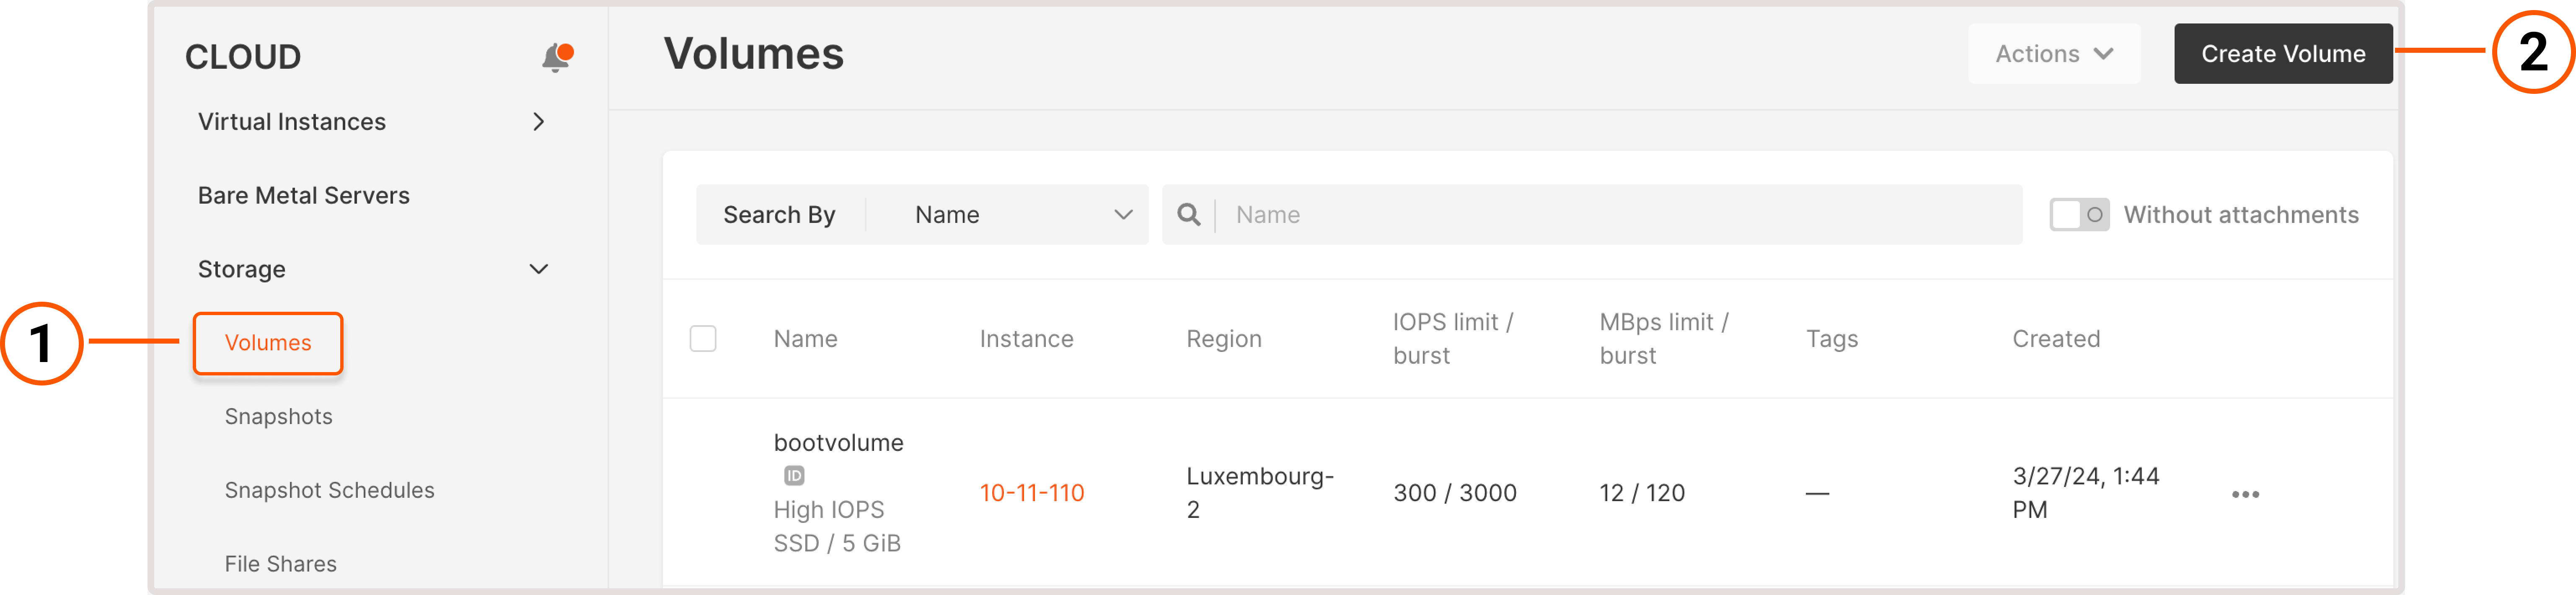 CLOUD
Virtual Instances
Bare Metal Servers
Storage
1
Volumes
Snapshots
Snapshot Schedules
File Shares
Volumes
Actions
Create Volume
2
Search By
Name
Name
Without attachments
Name
Instance
Region
IOPS limit /
burst
MBps limit /
burst
Tags
Created
bootvolume
ID
High IOPS
SSD / 5 GiB
10-11-110
Luxembourg-
2
300 / 3000
12 / 120
—
3/27/24, 1:44
PM